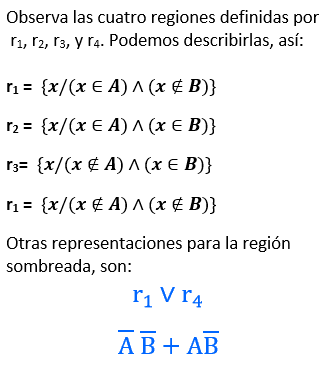 Observa las cuatro regiones definidas por
r₁, r₂, r₃, y r₄. Podemos describirlas, así:
r₁ = {x/(x ∈ A) ∧ (x ∉ B)}
r₂ = {x/(x ∈ A) ∧ (x ∈ B)}
r₃= {x/(x ∉ A) ∧ (x ∈ B)}
r₁ = {x/(x ∉ A) ∧ (x ∉ B)}
Otras representaciones para la región
sombreada, son:
r₁ ∨ r₄
A̅ B̅ + AB̅